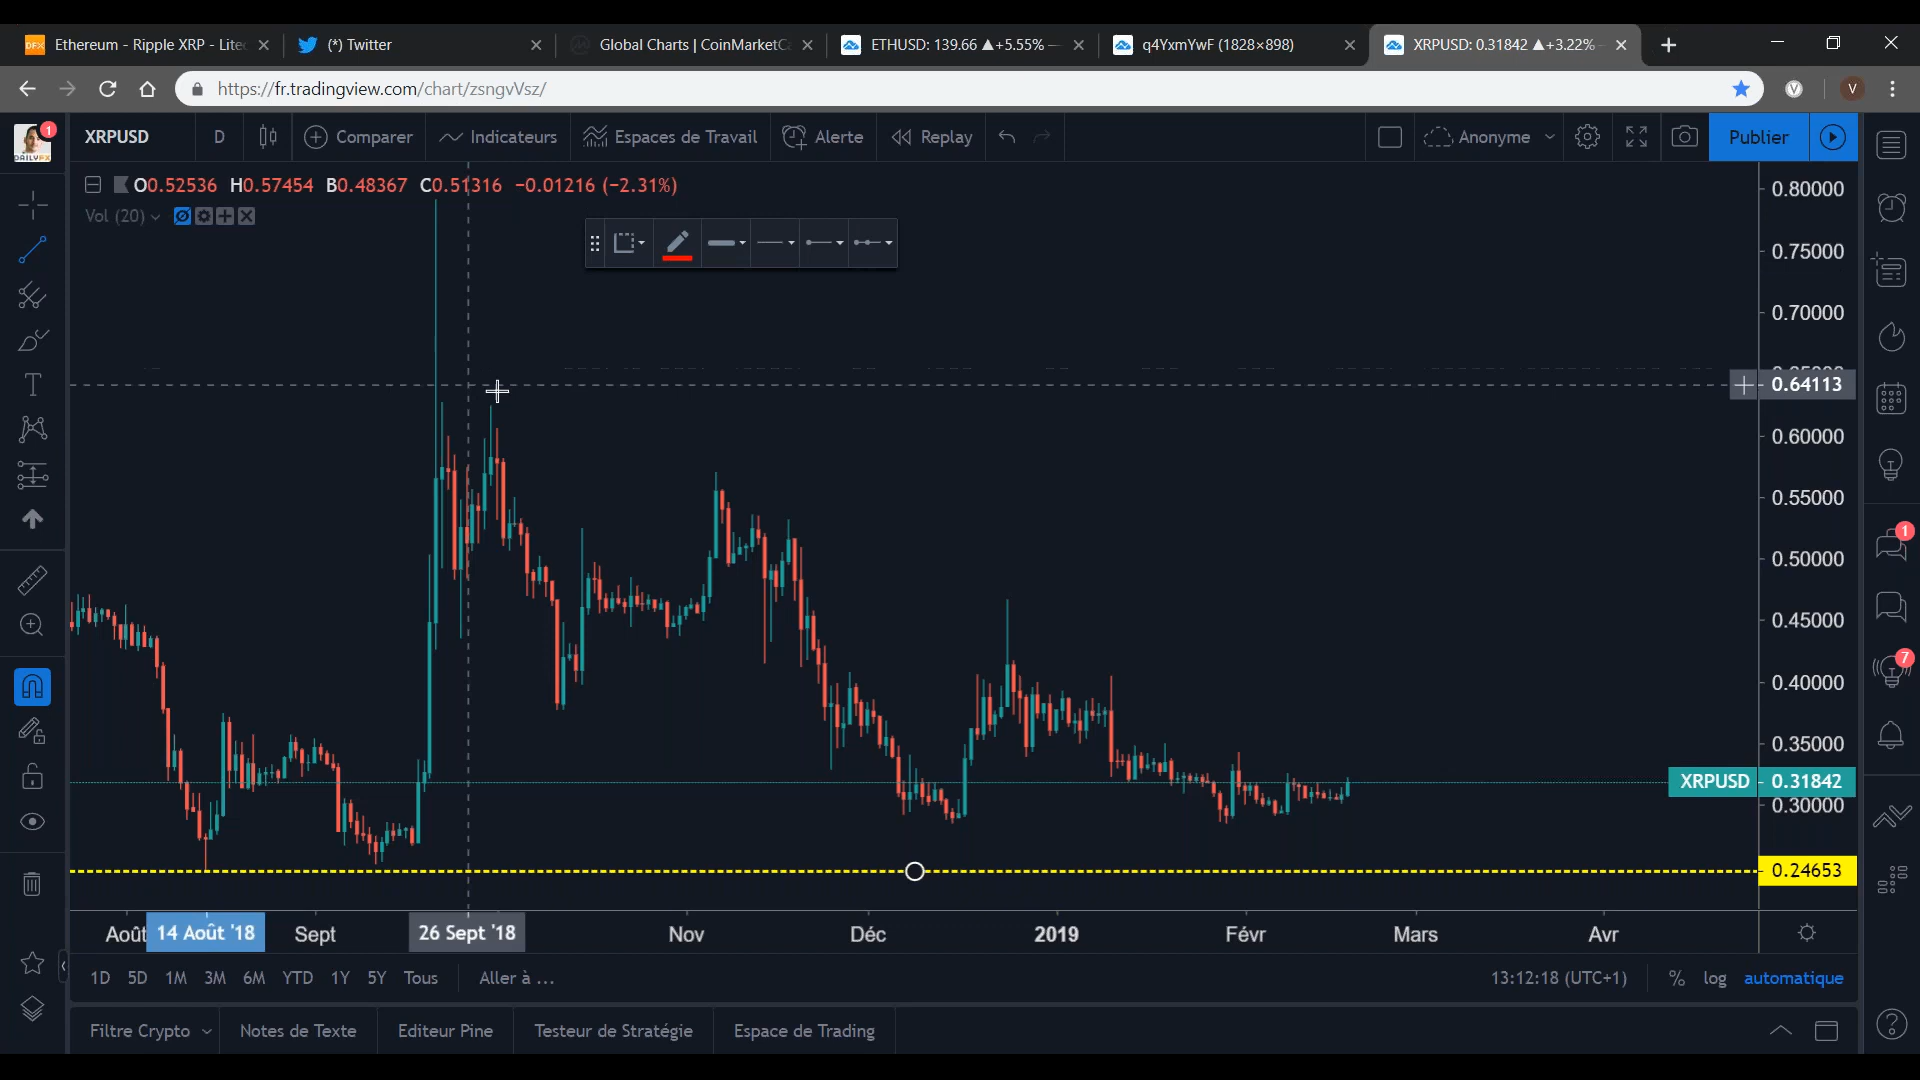 Ethereum - Ripple XRP - Lite
(*) Twitter
Global Charts | CoinMarketC
ETHUSD: 139.66 ▲+5.55% —
q4YxmYwF (1828×898)
XRPUSD: 0.31842 ▲+3.22% –
https://fr.tradingview.com/chart/zsngvVsz/
V
1
DAILYFX
XRPUSD
D
Comparer
Indicateurs
Espaces de Travail
Alerte
Replay
Anonyme
Publier
O0.52536 H0.57454 B0.48367 C0.51316 −0.01216 (−2.31%)
Vol (20)
0.80000
0.75000
0.70000
0.64113
0.60000
0.55000
0.50000
0.45000
0.40000
0.35000
XRPUSD 0.31842
0.30000
0.24653
1
7
Août
14 Août '18
Sept
26 Sept '18
Nov
Déc
2019
Févr
Mars
Avr
1D 5D 1M 3M 6M YTD 1Y 5Y Tous
Aller à ...
13:12:18 (UTC+1)
% log automatique
Filtre Crypto
Notes de Texte
Editeur Pine
Testeur de Stratégie
Espace de Trading